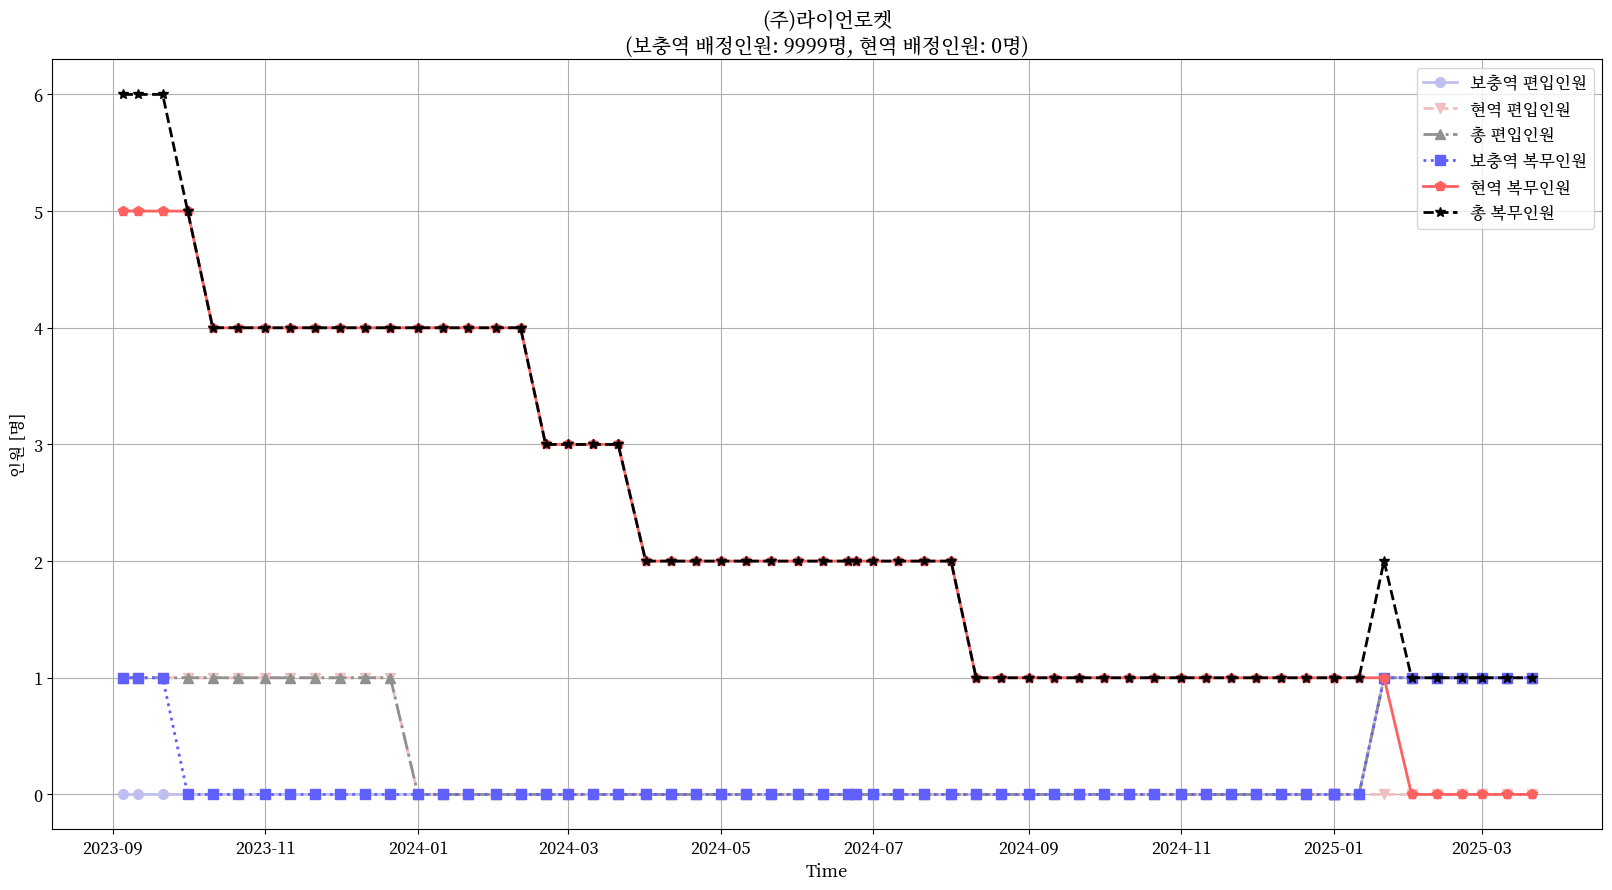 (주)라이언로켓
(보충역 배정인원: 9999명, 현역 배정인원: 0명)
보충역 편입인원
현역 편입인원
총 편입인원
보충역 복무인원
현역 복무인원
총 복무인원
인원 [명]
6
5
4
3
2
1
0
2023-09
2023-11
2024-01
2024-03
2024-05
2024-07
2024-09
2024-11
2025-01
2025-03
Time